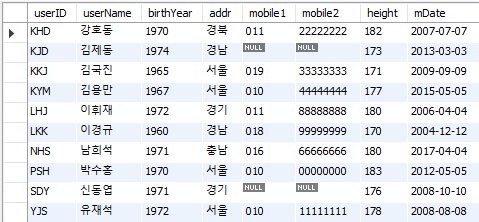 userID userName birthYear addr mobile1 mobile2 height mDate
KHD 강호동 1970 경북 011 22222222 182 2007-07-07
KJD 김제동 1974 경남 NULL NULL 173 2013-03-03
KKJ 김국진 1965 서울 019 33333333 171 2009-09-09
KYM 김용만 1967 서울 010 44444444 177 2015-05-05
LHJ 이휘재 1972 경기 011 88888888 180 2006-04-04
LKK 이경규 1960 경남 018 99999999 170 2004-12-12
NHS 남희석 1971 충남 016 66666666 180 2017-04-04
PSH 박수홍 1970 서울 010 00000000 183 2012-05-05
SDY 신동엽 1971 경기 NULL NULL 176 2008-10-10
YJS 유재석 1972 서울 010 11111111 178 2008-08-08